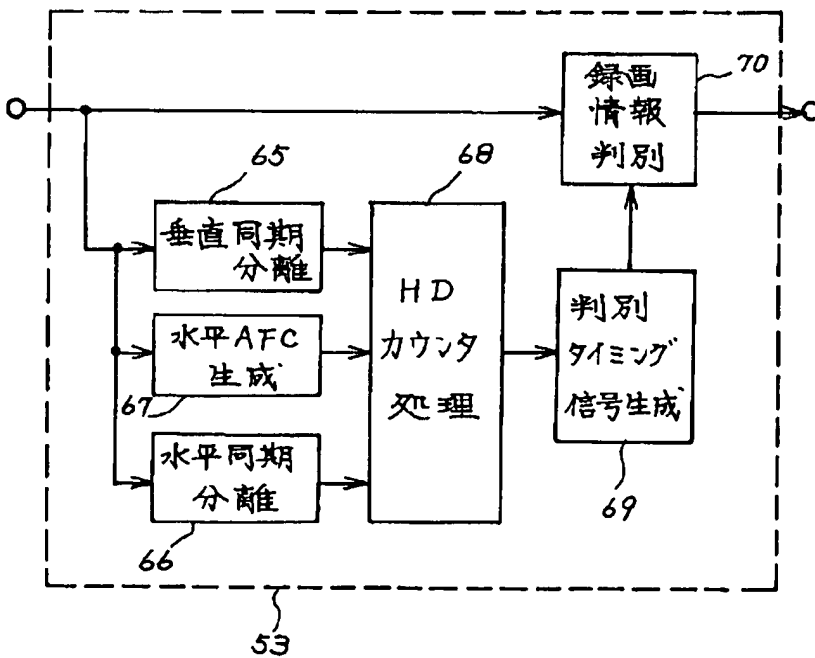 録画
情報
判別
70
65
垂直同期
分離
68
HD
カウンタ
処理
水平AFC
生成
67
判別
タイミング
信号生成
69
水平同期
分離
66
53